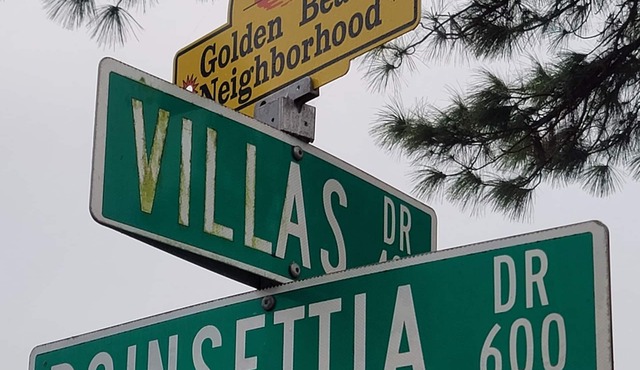 Golden
Neighborhood
VILLAS DR
POINSETTIA DR
600